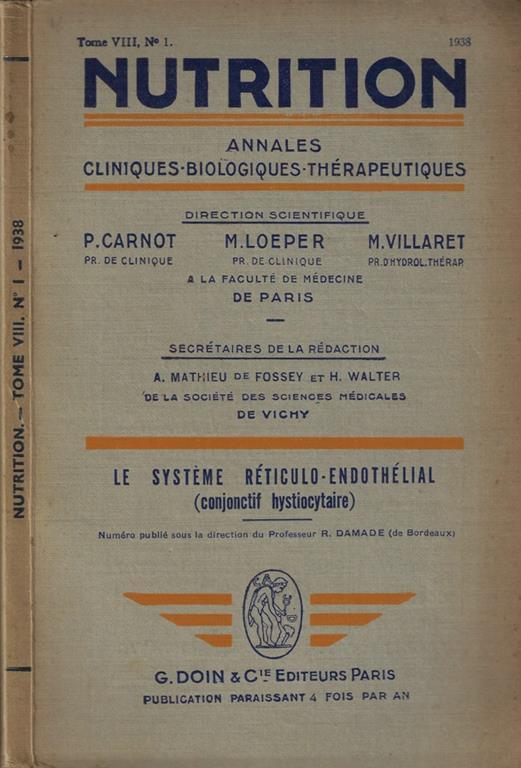 NUTRITION. — TOME VIII. Nº 1 — 1938
Tome VIII, Nº 1. 1938
NUTRITION
ANNALES
CLINIQUES-BIOLOGIQUES-THÉRAPEUTIQUES
DIRECTION SCIENTIFIQUE
P. CARNOT M. LOEPER M. VILLARET
PR. DE CLINIQUE PR. DE CLINIQUE PR. D'HYDROL. THÉRAP.
A LA FACULTÉ DE MÉDECINE
DE PARIS
SECRÉTAIRES DE LA RÉDACTION
A. MATHIEU DE FOSSEY ET H. WALTER
DE LA SOCIÉTÉ DES SCIENCES MÉDICALES
DE VICHY
LE SYSTÈME RÉTICULO-ENDOTHÉLIAL
(conjonctif hystiocytaire)
Numéro publié sous la direction du Professeur R. DAMADE (de Bordeaux)
G. DOIN & CIE EDITEURS PARIS
PUBLICATION PARAISSANT 4 FOIS PAR AN